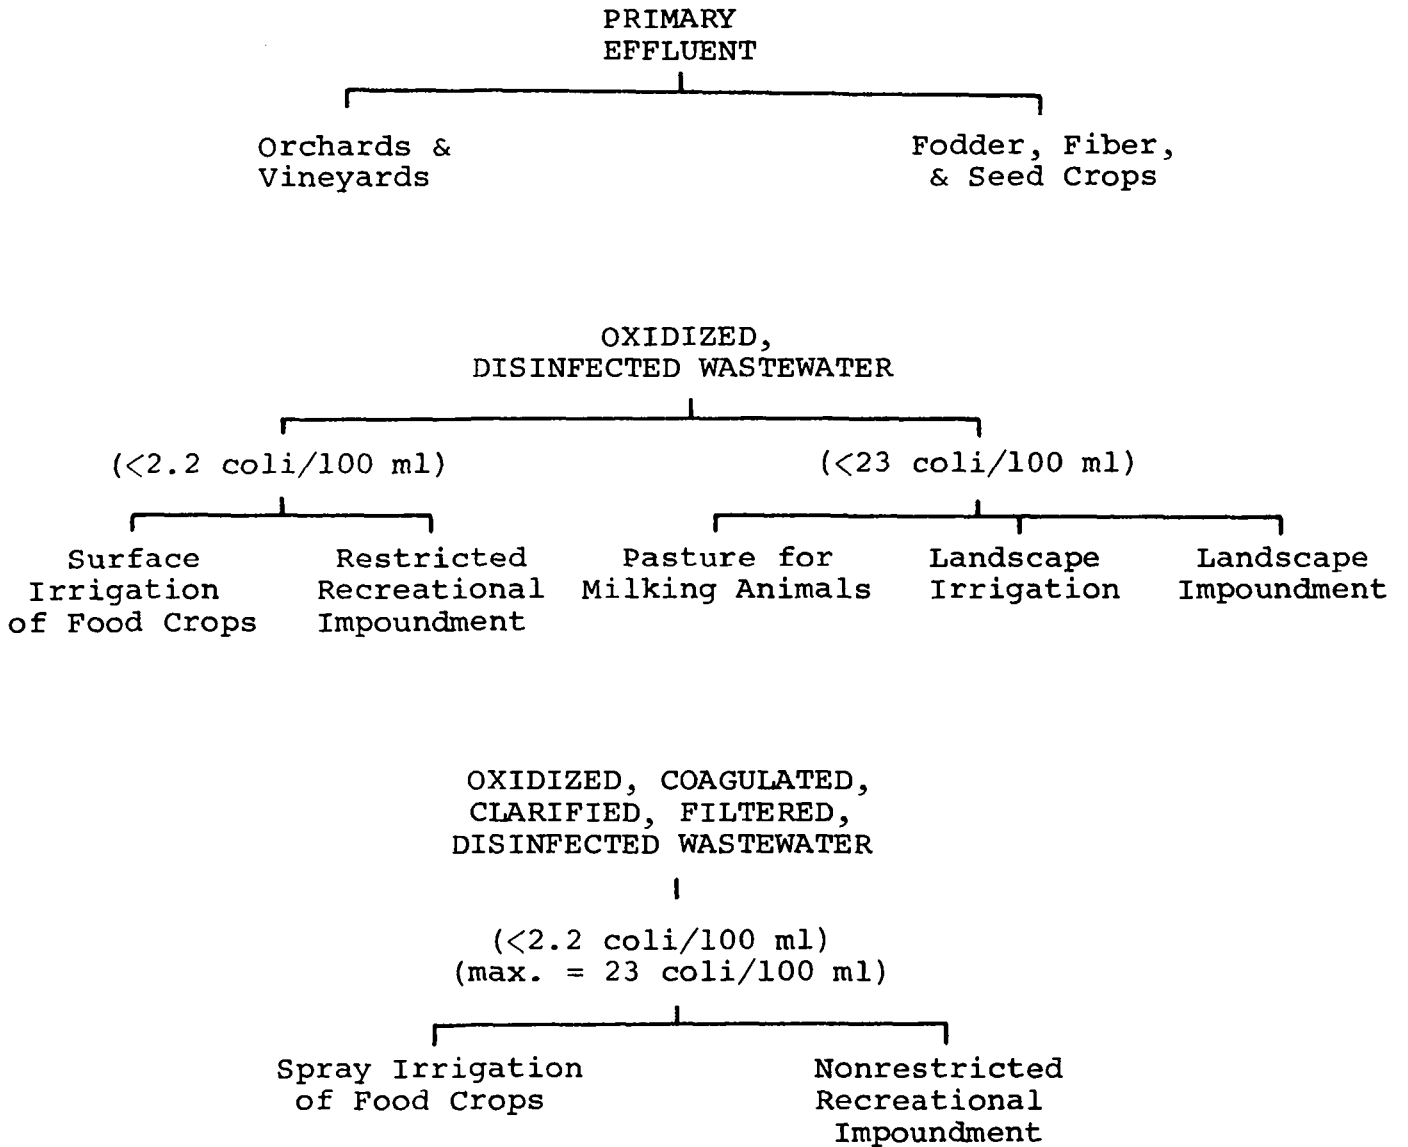 PRIMARY
EFFLUENT
Orchards &
Vineyards
Fodder, Fiber,
& Seed Crops
OXIDIZED,
DISINFECTED WASTEWATER
(<2.2 coli/100 ml)
(<23 coli/100 ml)
Surface
Irrigation
of Food Crops
Restricted
Recreational
Impoundment
Pasture for
Milking Animals
Landscape
Irrigation
Landscape
Impoundment
OXIDIZED, COAGULATED,
CLARIFIED, FILTERED,
DISINFECTED WASTEWATER
(<2.2 coli/100 ml)
(max. = 23 coli/100 ml)
Spray Irrigation
of Food Crops
Nonrestricted
Recreational
Impoundment